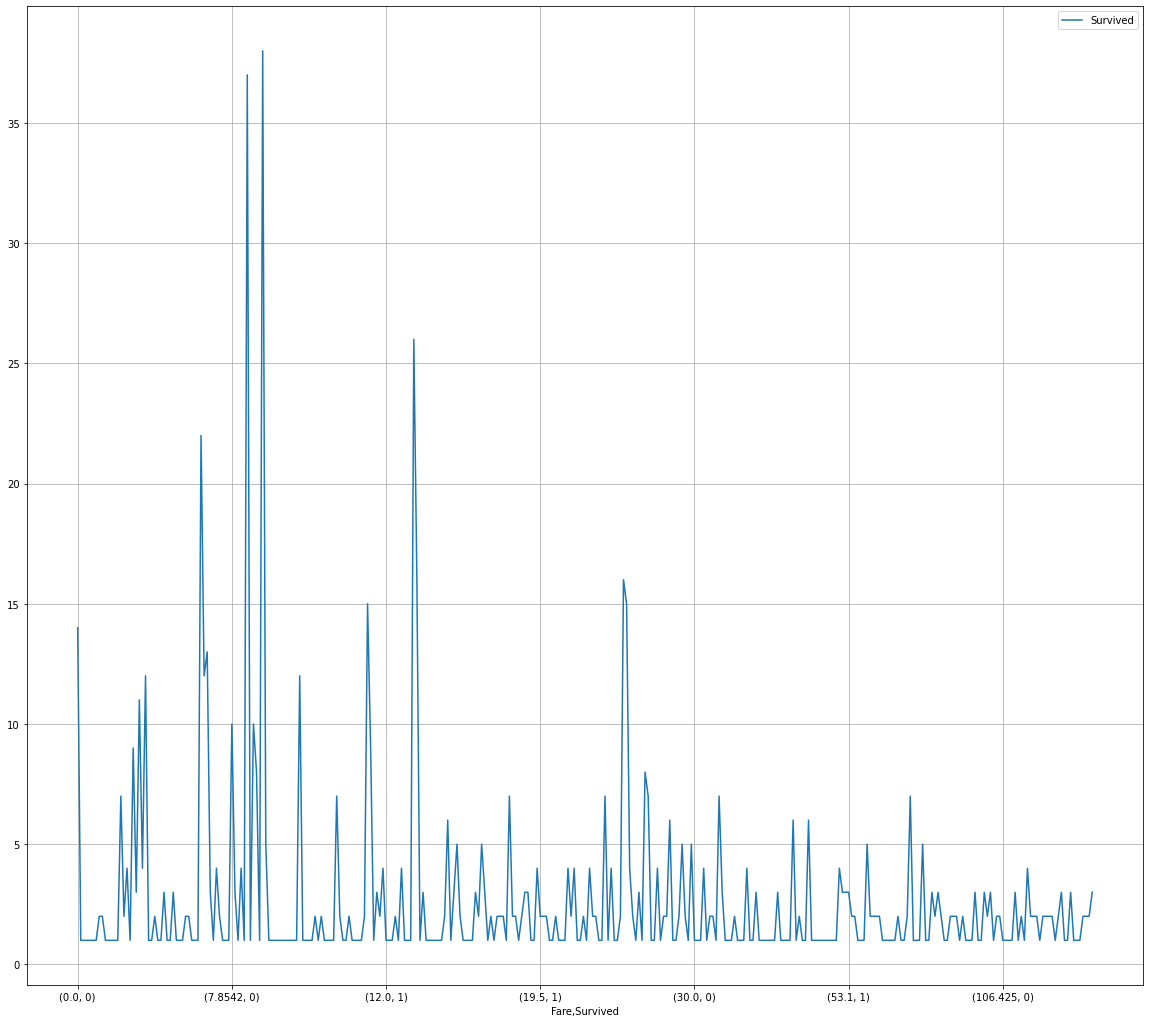 Survived
35
30
25
20
15
10
5
0
(0.0, 0) (7.8542, 0) (12.0, 1) (19.5, 1) (30.0, 0) (53.1, 1) (106.425, 0)
Fare,Survived